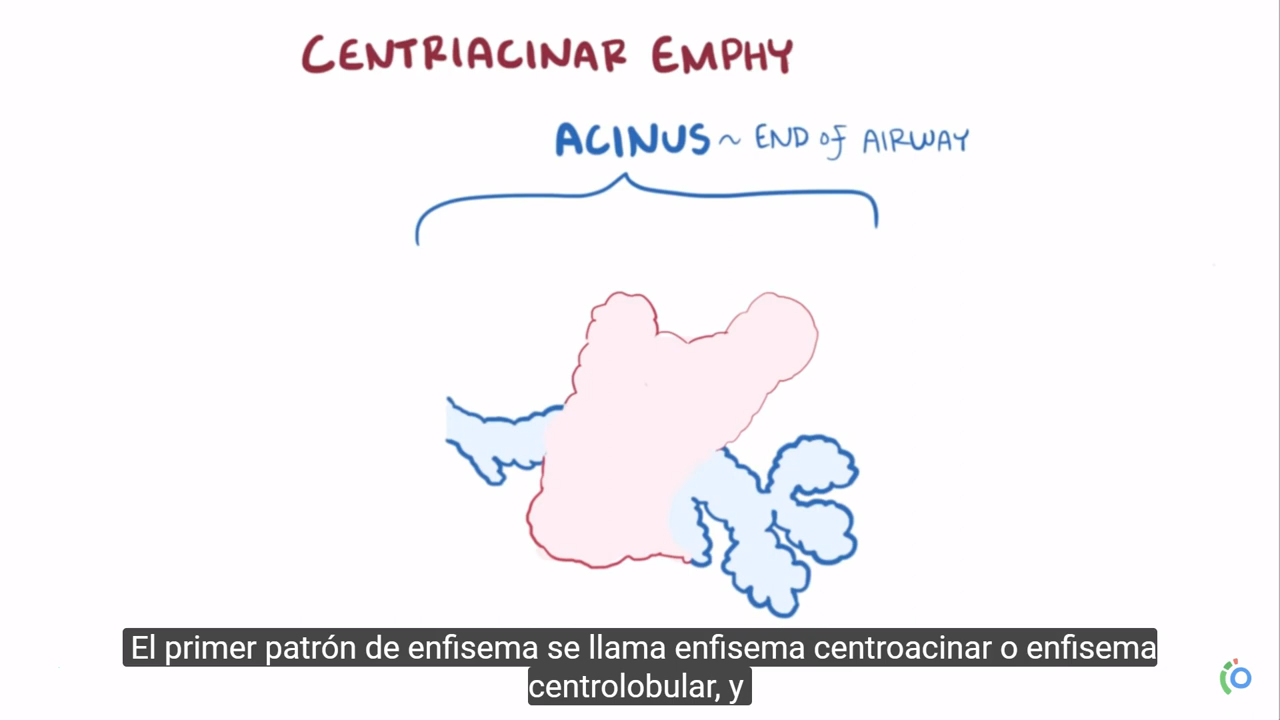 CENTRIACINAR EMPHY
ACINUS ~ END of AIRWAY
El primer patrón de enfisema se llama enfisema centroacinar o enfisema
centrolobular, y